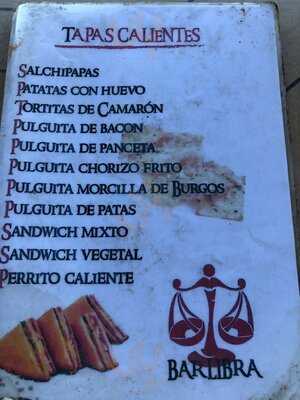 TAPAS CALIENTES
SALCHIPAPAS
PATATAS CON HUEVO
TORTITAS DE CAMARÓN
PULGUITA DE BACON
PULGUITA DE PANCETA
PULGUITA CHORIZO FRITO
PULGUITA MORCILLA DE BURGOS
PULGUITA DE PATAS
SANDWICH MIXTO
SANDWICH VEGETAL
PERRITO CALIENTE
BARLIBRA